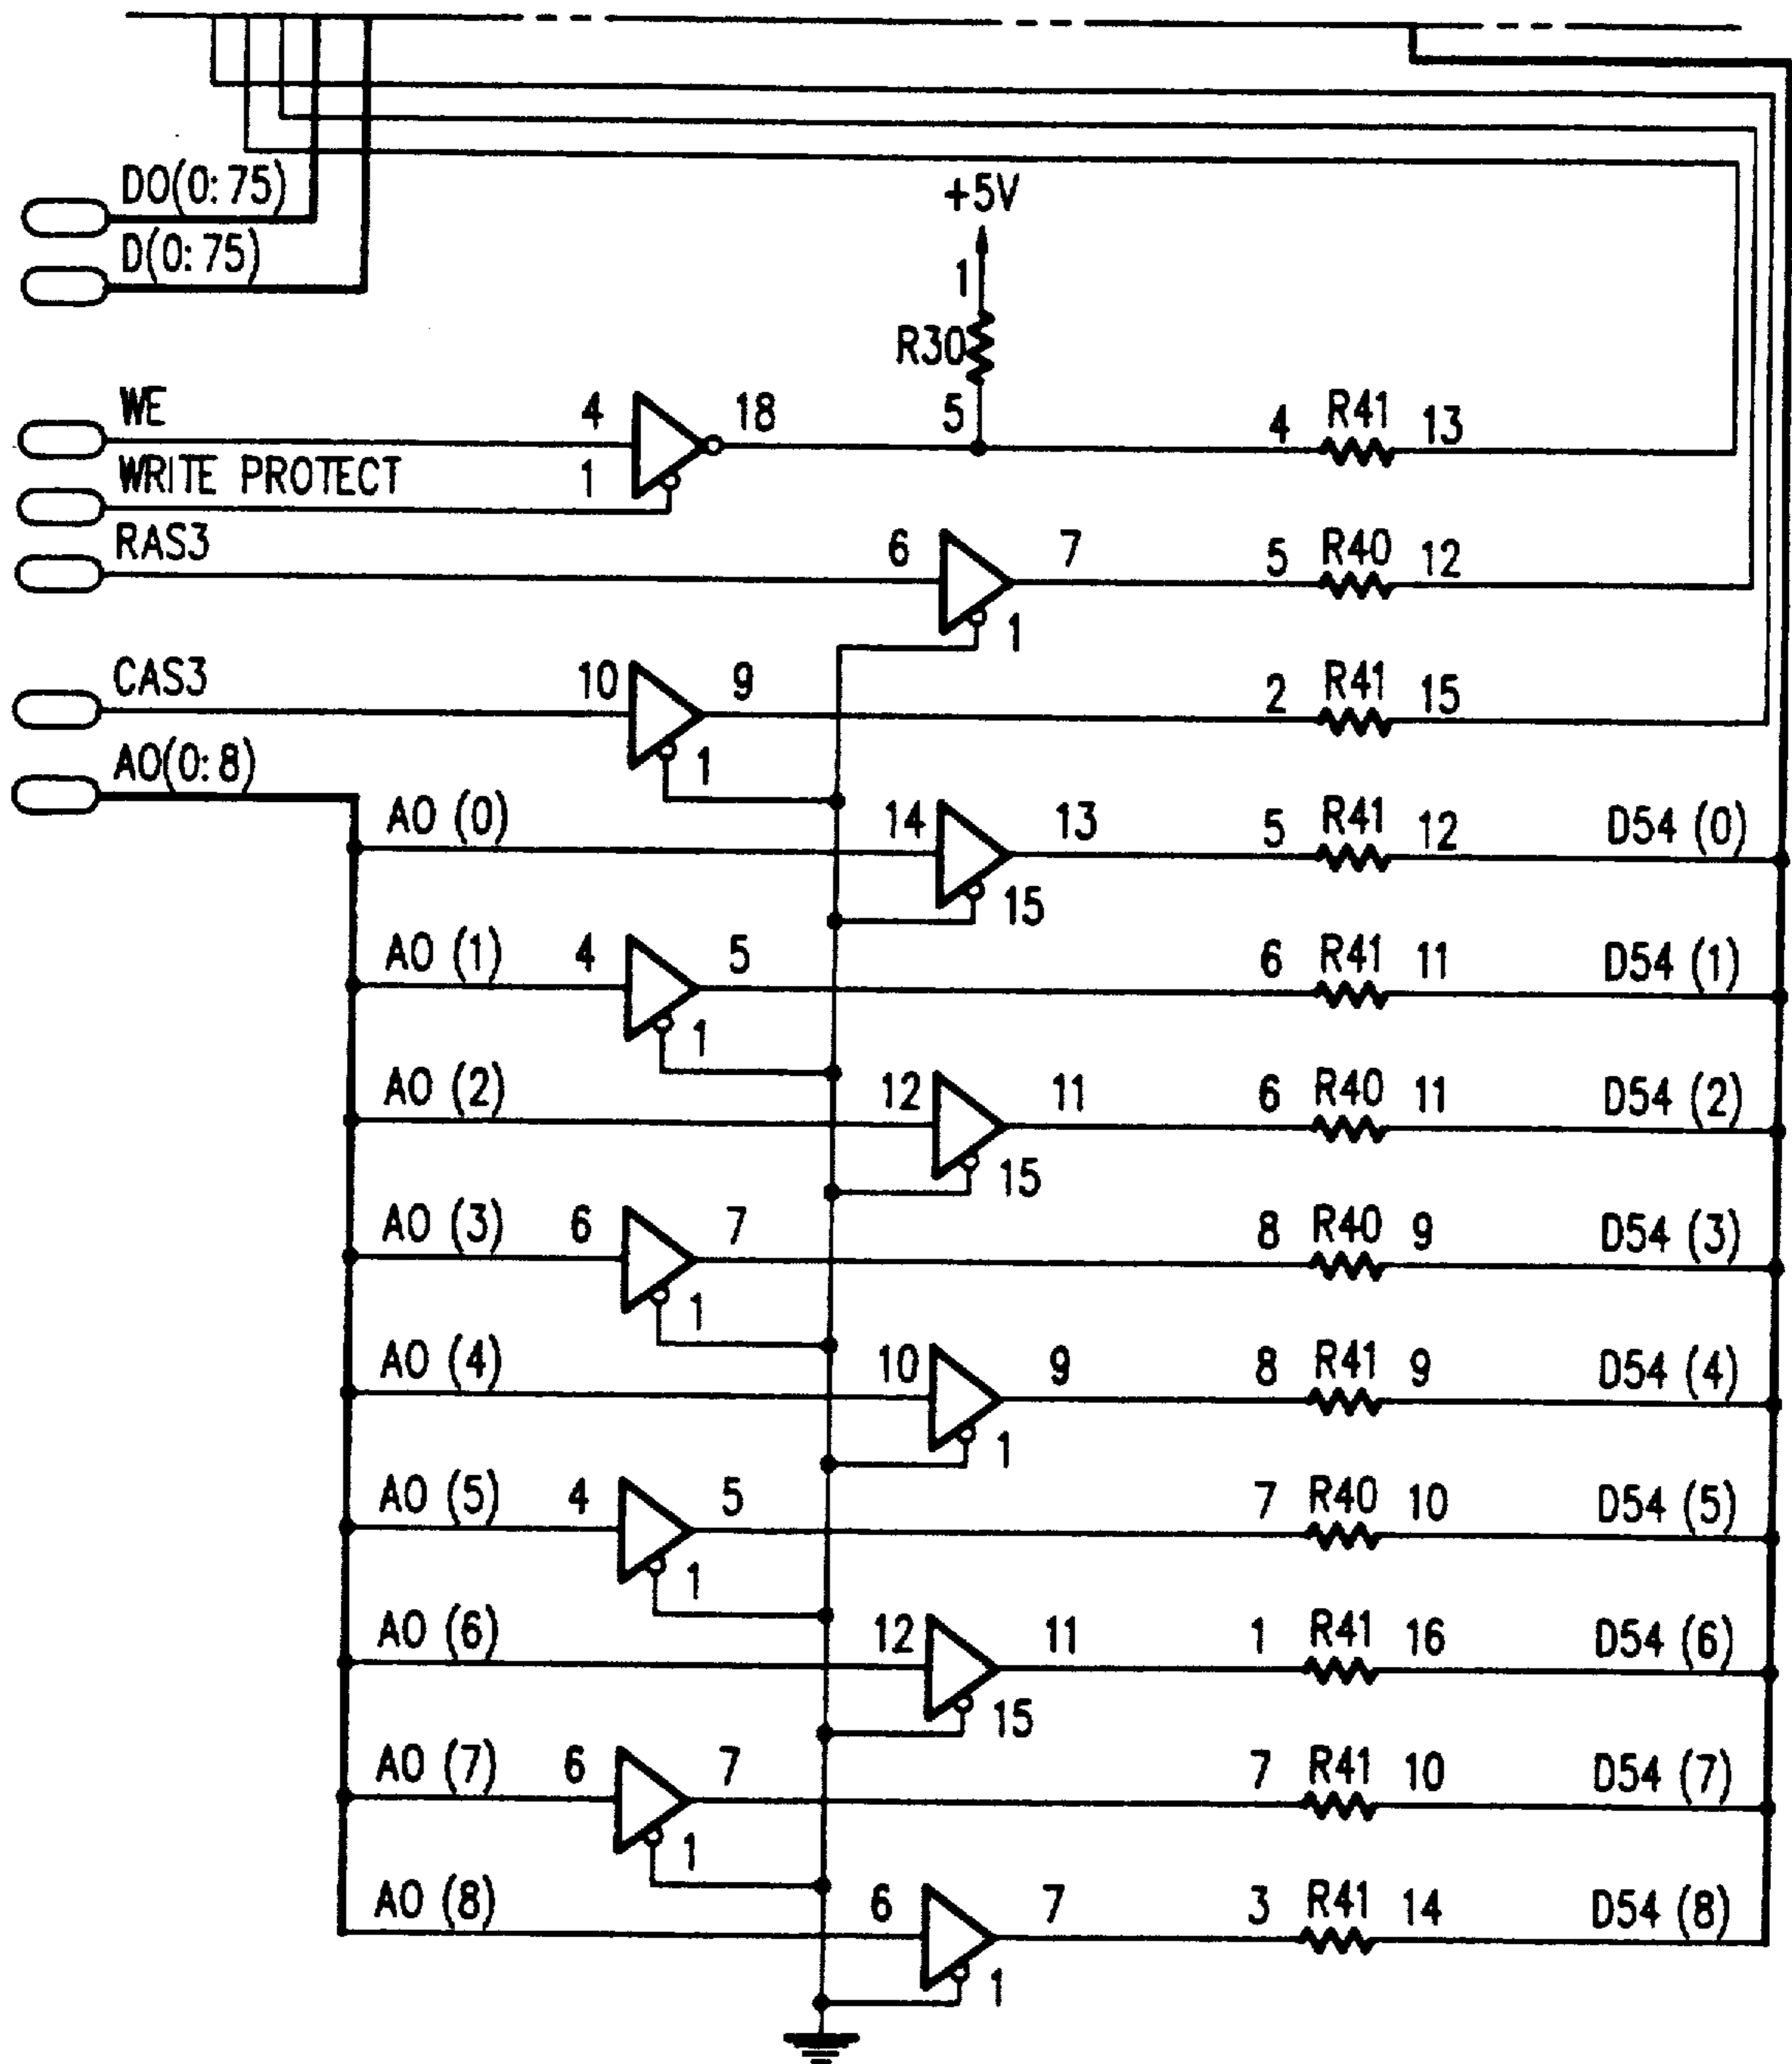 DO(0:75)
D(0:75)
+5V
1
R30
5
WE
4
18
4
R41
13
WRITE PROTECT
1
RAS3
6
7
5
R40
12
1
CAS3
10
9
2
R41
15
1
AO(0:8)
AO (0)
14
13
5
R41
12
D54 (0)
15
AO (1)
4
5
6
R41
11
D54 (1)
1
AO (2)
12
11
6
R40
11
D54 (2)
15
AO (3)
6
7
8
R40
9
D54 (3)
1
AO (4)
10
9
8
R41
9
D54 (4)
1
AO (5)
4
5
7
R40
10
D54 (5)
1
AO (6)
12
11
1
R41
16
D54 (6)
15
AO (7)
6
7
7
R41
10
D54 (7)
1
AO (8)
6
7
3
R41
14
D54 (8)
1